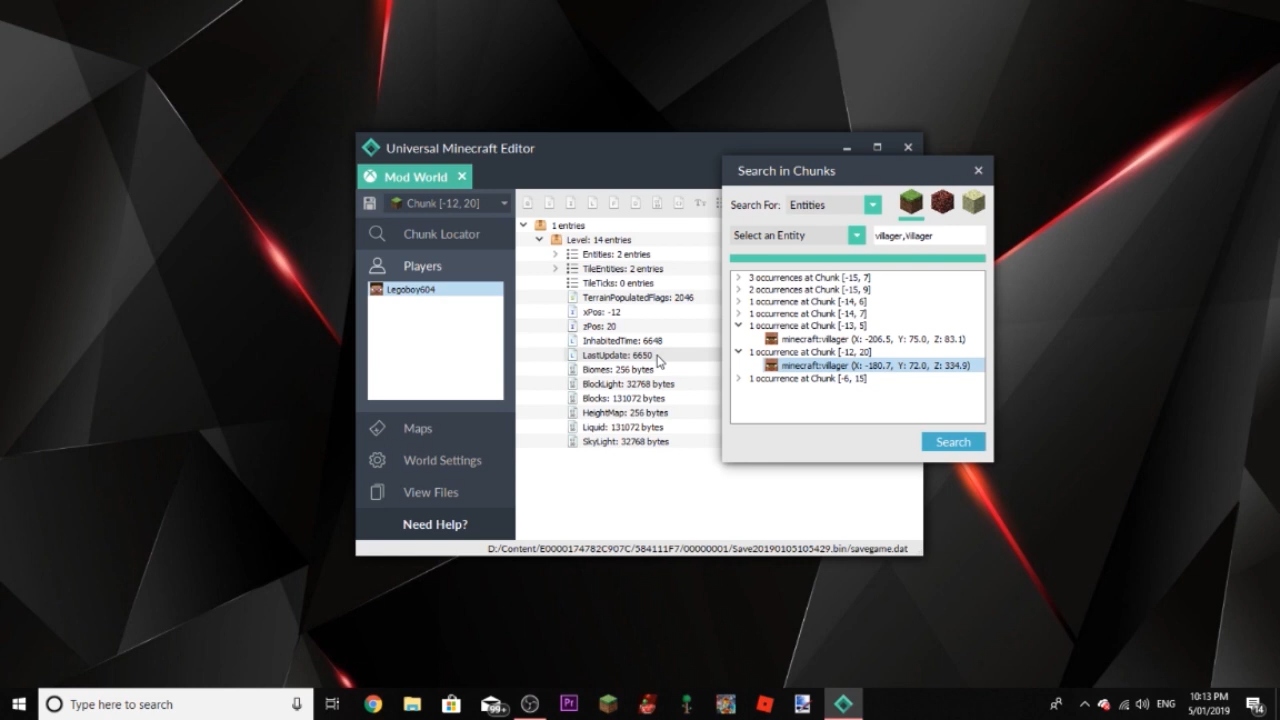 Universal Minecraft Editor
Mod World
Chunk [-12, 20]
Chunk Locator
Players
Legoboy604
Maps
World Settings
View Files
Need Help?
1 entries
Level: 14 entries
Entities: 2 entries
TileEntities: 2 entries
TileTicks: 0 entries
TerrainPopulatedFlags: 2046
xPos: -12
zPos: 20
InhabitedTime: 6648
LastUpdate: 6650
Biomes: 256 bytes
BlockLight: 32768 bytes
Blocks: 131072 bytes
HeightMap: 256 bytes
Liquid: 131072 bytes
SkyLight: 32768 bytes
D:/Content/E0000174782C907C/584111F7/00000001/Save20190105105429.bin/savegame.dat
Search in Chunks
Search For: Entities
Select an Entity villager,Villager
3 occurrences at Chunk [-15, 7]
2 occurrences at Chunk [-15, 9]
1 occurrence at Chunk [-14, 6]
1 occurrence at Chunk [-14, 7]
1 occurrence at Chunk [-13, 5]
minecraft:villager (X: -206.5, Y: 75.0, Z: 83.1)
1 occurrence at Chunk [-12, 20]
minecraft:villager (X: -180.7, Y: 72.0, Z: 334.9)
1 occurrence at Chunk [-6, 15]
Search
Type here to search
99+
Pr
ENG
10:13 PM
5/01/2019
14